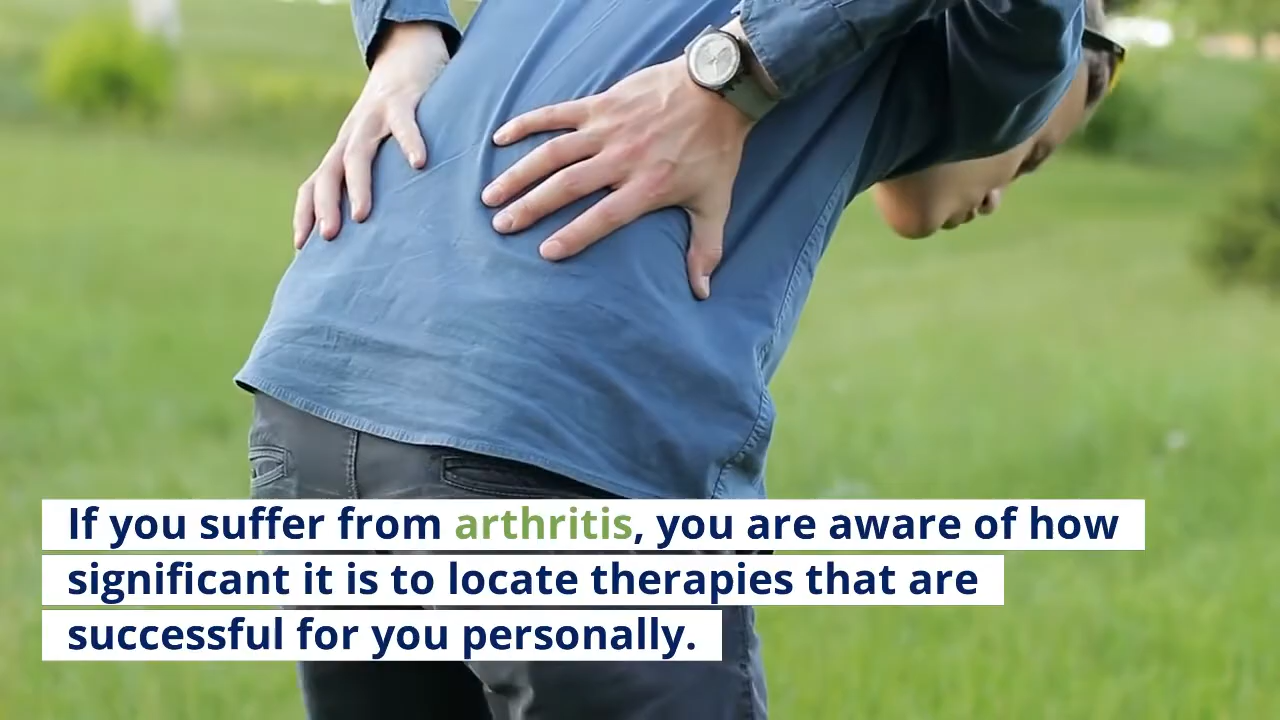 If you suffer from arthritis, you are aware of how
significant it is to locate therapies that are
successful for you personally.